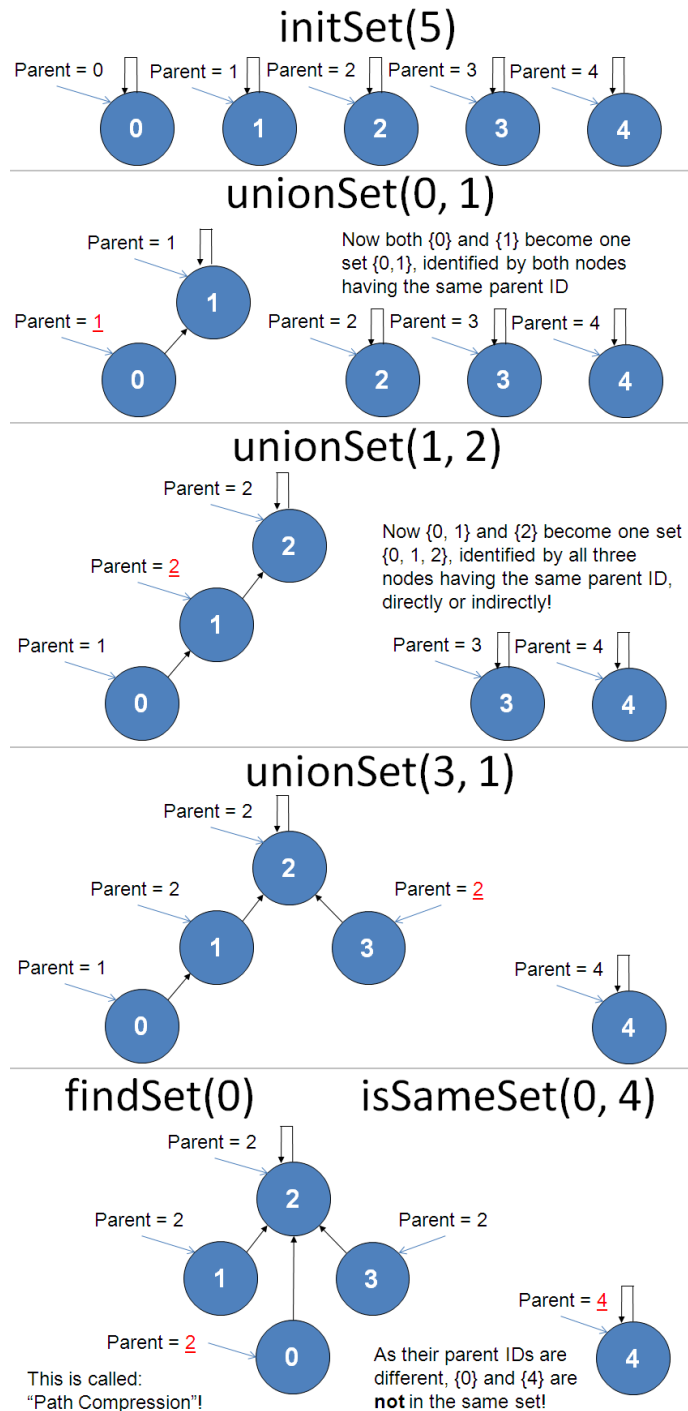 initSet(5)
Parent = 0
Parent = 1
Parent = 2
Parent = 3
Parent = 4
0
1
2
3
4
unionSet(0, 1)
Parent = 1
Now both {0} and {1} become one
set {0,1}, identified by both nodes
having the same parent ID
1
Parent = 1
Parent = 2
Parent = 3
Parent = 4
0
2
3
4
unionSet(1, 2)
Parent = 2
2
Now {0, 1} and {2} become one set
{0, 1, 2}, identified by all three
nodes having the same parent ID,
directly or indirectly!
Parent = 2
1
Parent = 1
Parent = 3
Parent = 4
0
3
4
unionSet(3, 1)
Parent = 2
2
Parent = 2
Parent = 2
1
3
Parent = 1
Parent = 4
0
4
findSet(0)
isSameSet(0, 4)
Parent = 2
2
Parent = 2
Parent = 2
1
3
Parent = 4
Parent = 2
0
4
This is called:
“Path Compression”!
As their parent IDs are
different, {0} and {4} are
not in the same set!